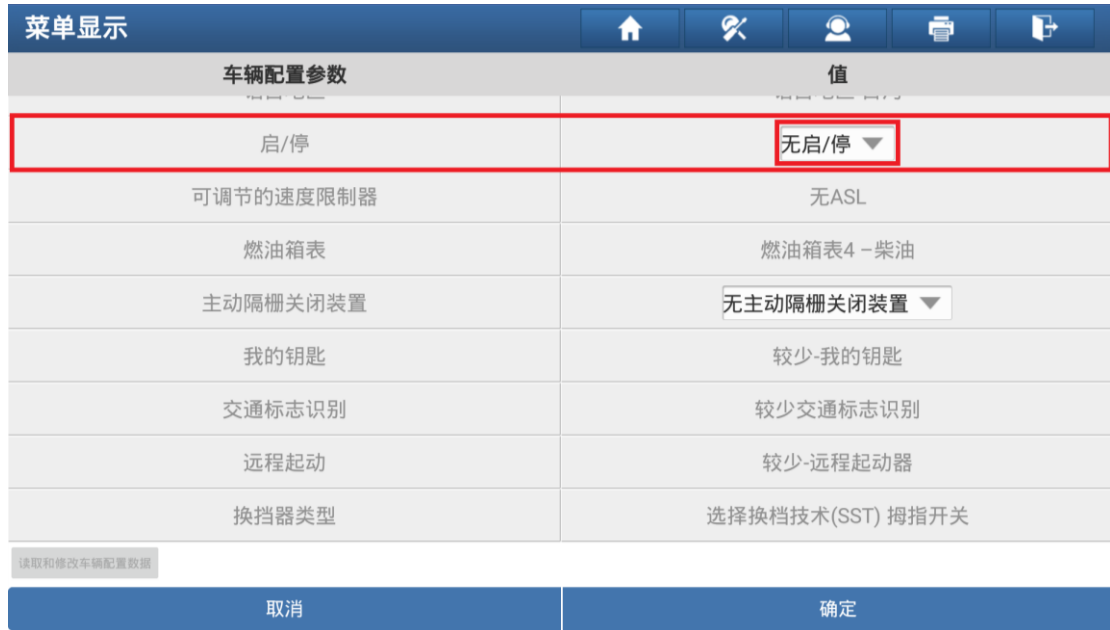 菜单显示
车辆配置参数 值
启/停 无启/停
可调节的速度限制器 无ASL
燃油箱表 燃油箱表4 –柴油
主动隔栅关闭装置 无主动隔栅关闭装置
我的钥匙 较少-我的钥匙
交通标志识别 较少交通标志识别
远程起动 较少-远程起动器
换挡器类型 选择换档技术(SST) 拇指开关
读取和修改车辆配置数据
取消 确定